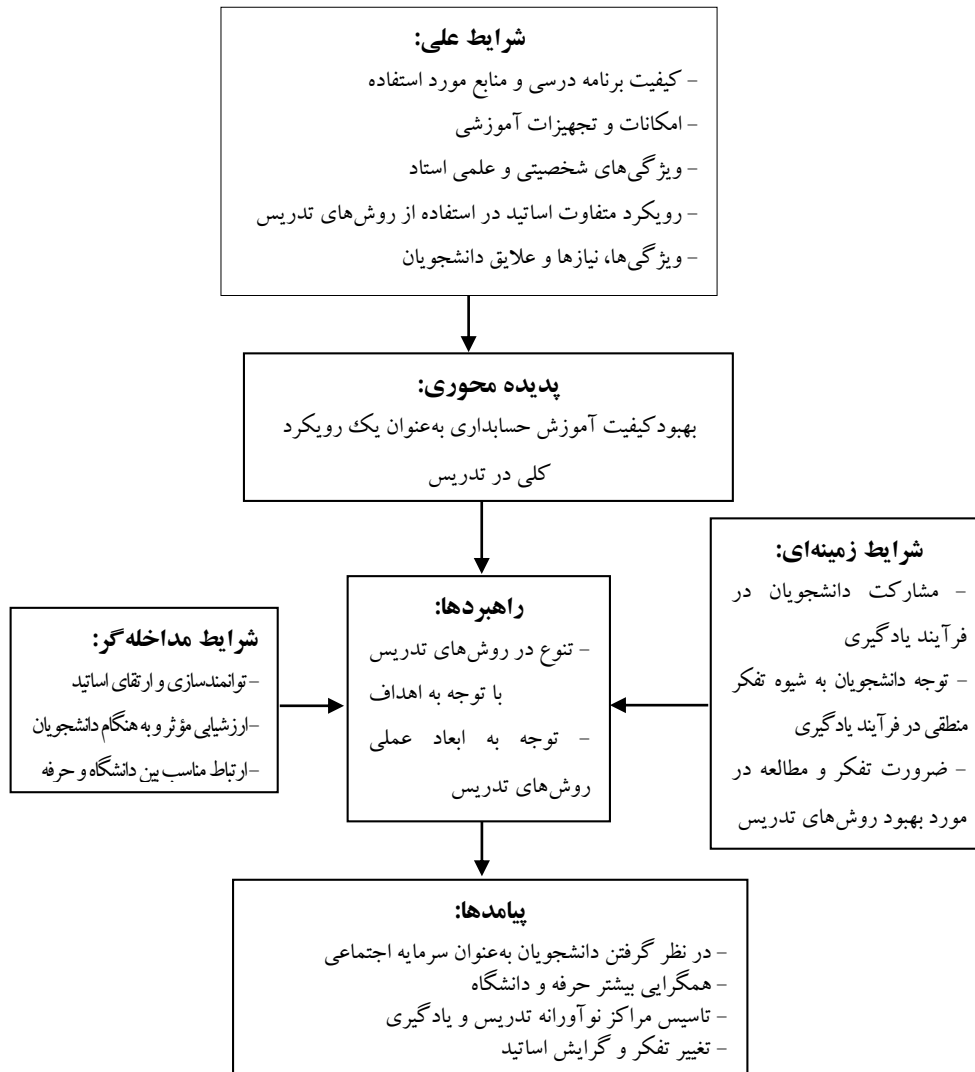 شرایط علی:
- کیفیت برنامه درسی و منابع مورد استفاده
- امکانات و تجهیزات آموزشی
- ویژگی‌های شخصیتی و علمی استاد
- رویکرد متفاوت اساتید در استفاده از روش‌های تدریس
- ویژگی‌ها، نیازها و علایق دانشجویان
پدیده محوری:
بهبود کیفیت آموزش حسابداری به‌عنوان یک رویکرد
کلی در تدریس
شرایط زمینه‌ای:
- مشارکت دانشجویان در
فرآیند یادگیری
- توجه دانشجویان به شیوه تفکر
منطقی در فرآیند یادگیری
- ضرورت تفکر و مطالعه در
مورد بهبود روش‌های تدریس
راهبردها:
- تنوع در روش‌های تدریس
با توجه به اهداف
- توجه به ابعاد عملی
روش‌های تدریس
شرایط مداخله‌گر:
- توانمندسازی و ارتقای اساتید
- ارزشیابی مؤثر و به هنگام دانشجویان
- ارتباط مناسب بین دانشگاه و حرفه
پیامدها:
- در نظر گرفتن دانشجویان به‌عنوان سرمایه اجتماعی
- همگرایی بیشتر حرفه و دانشگاه
- تاسیس مراکز نوآورانه تدریس و یادگیری
- تغییر تفکر و گرایش اساتید